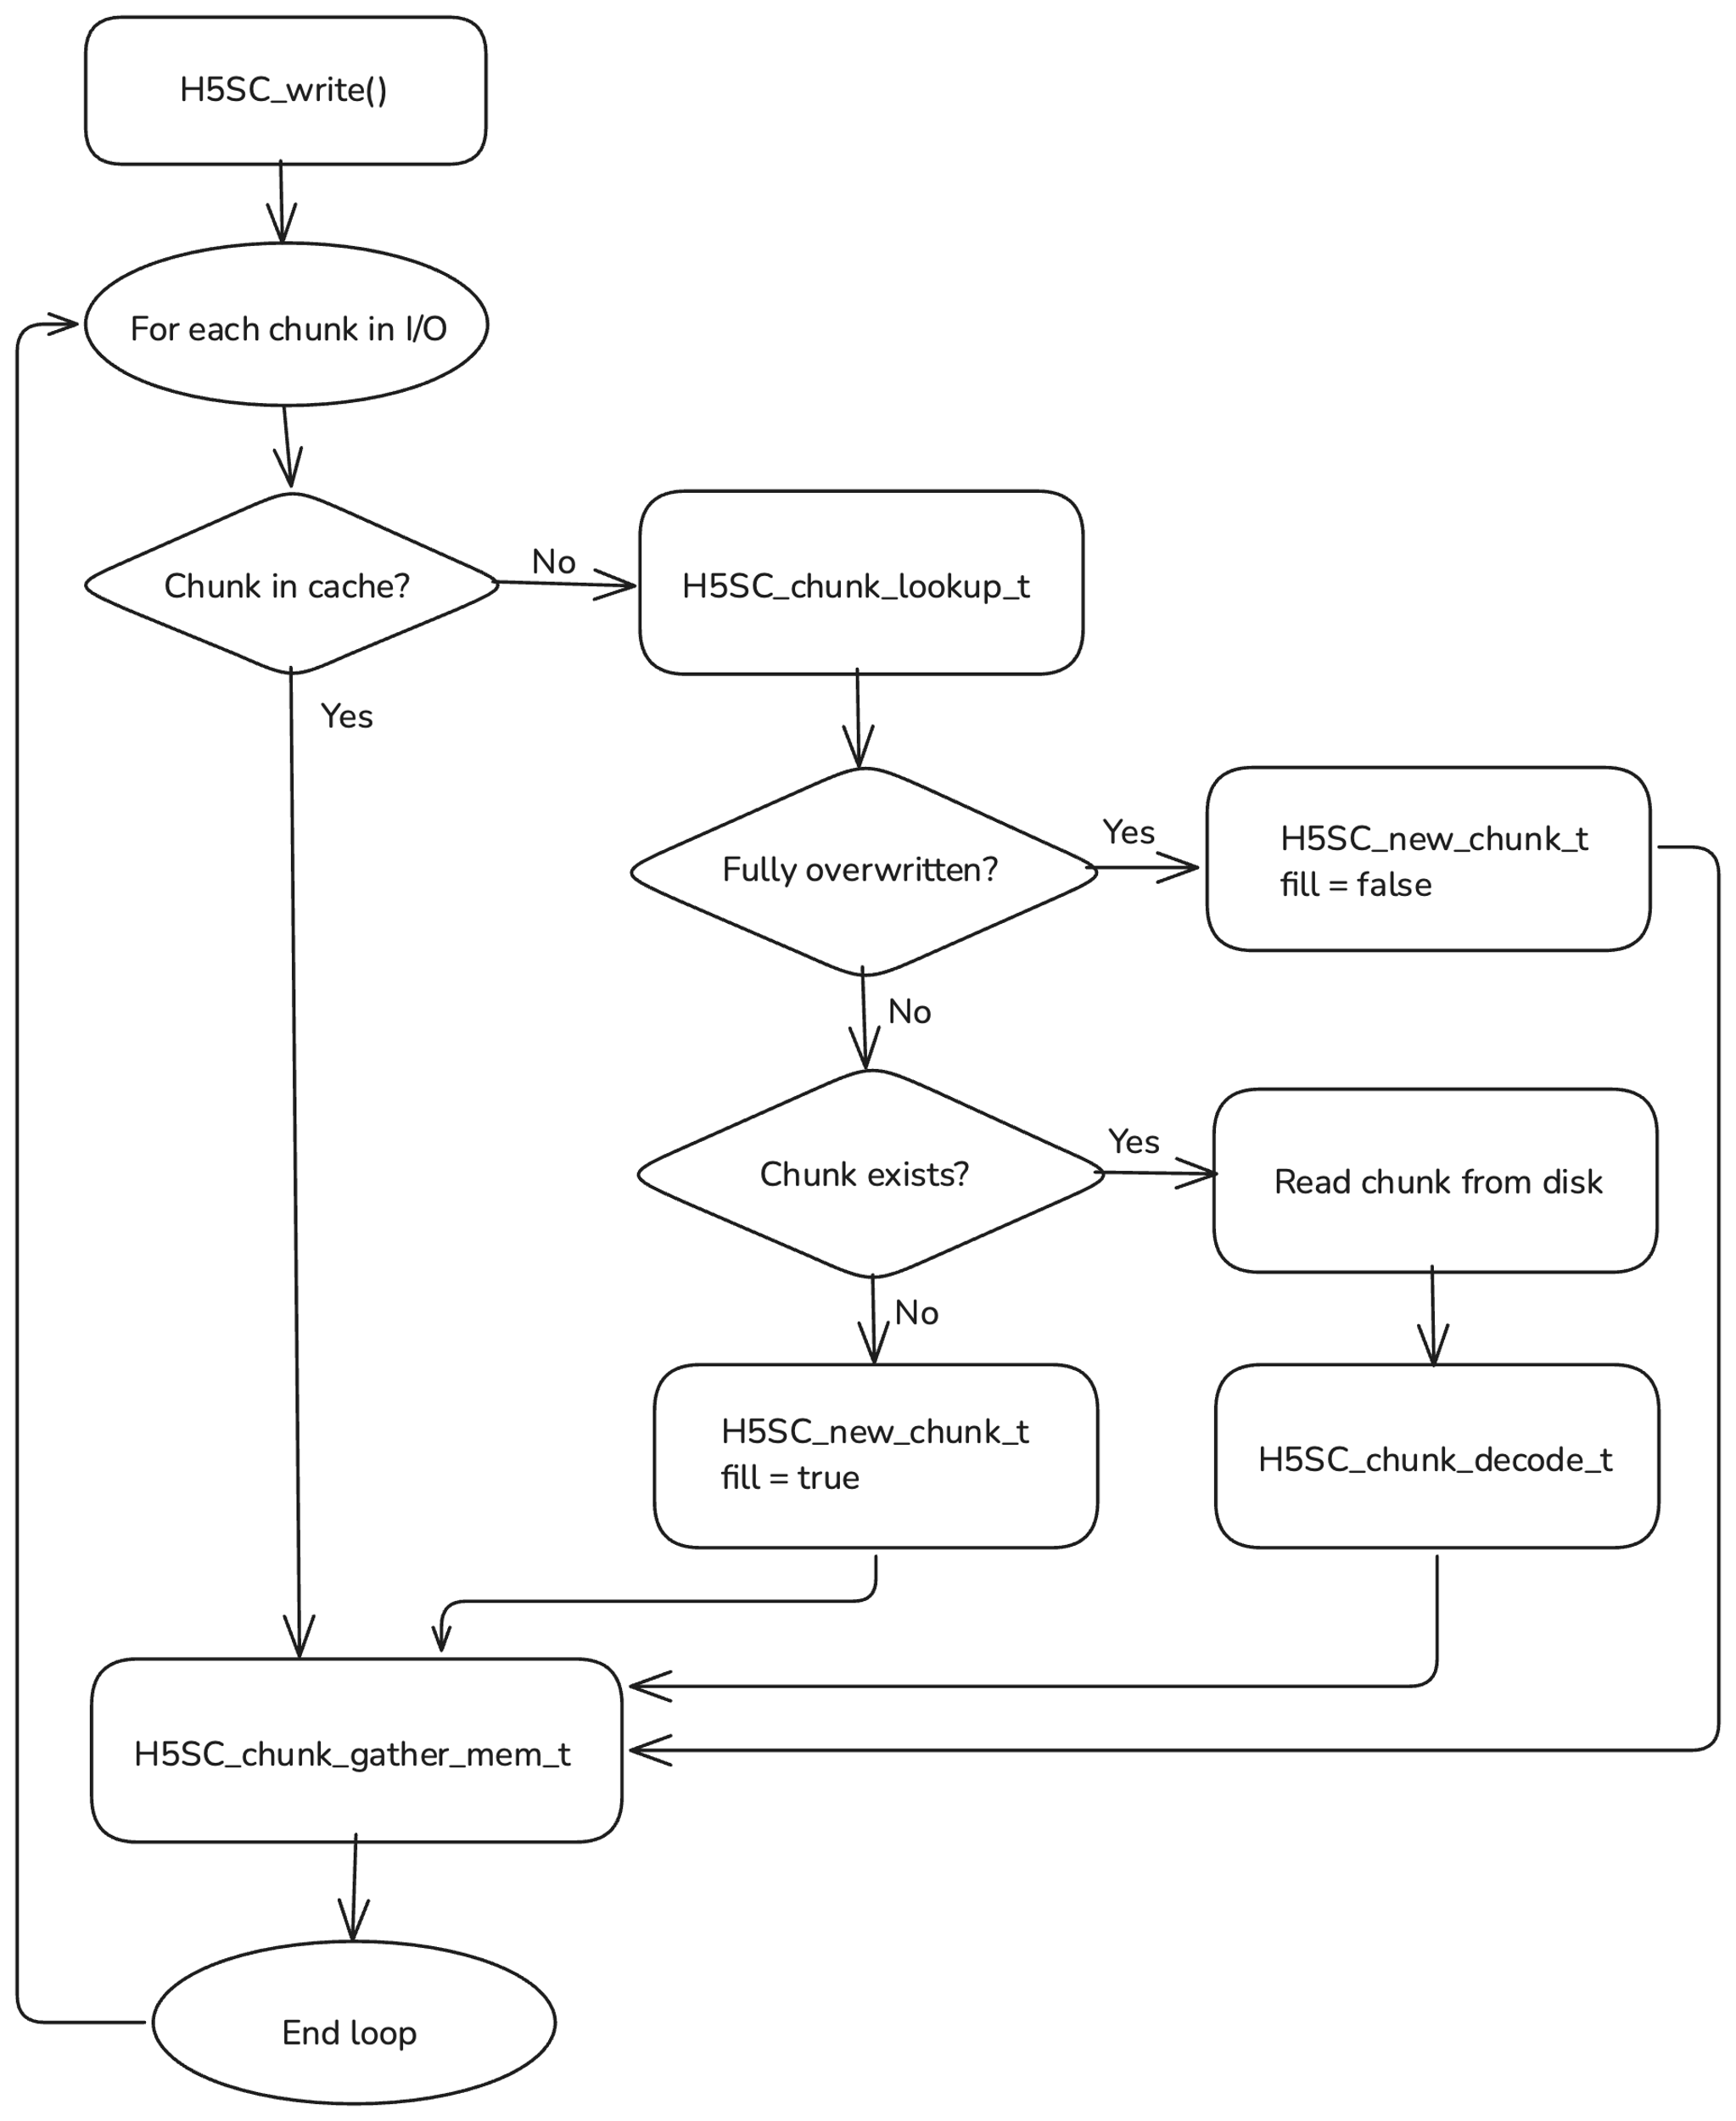 H5SC_write()
For each chunk in I/O
Chunk in cache?
No
H5SC_chunk_lookup_t
Yes
Fully overwritten?
Yes
H5SC_new_chunk_t
fill = false
No
Chunk exists?
Yes
Read chunk from disk
No
H5SC_new_chunk_t
fill = true
H5SC_chunk_decode_t
H5SC_chunk_gather_mem_t
End loop